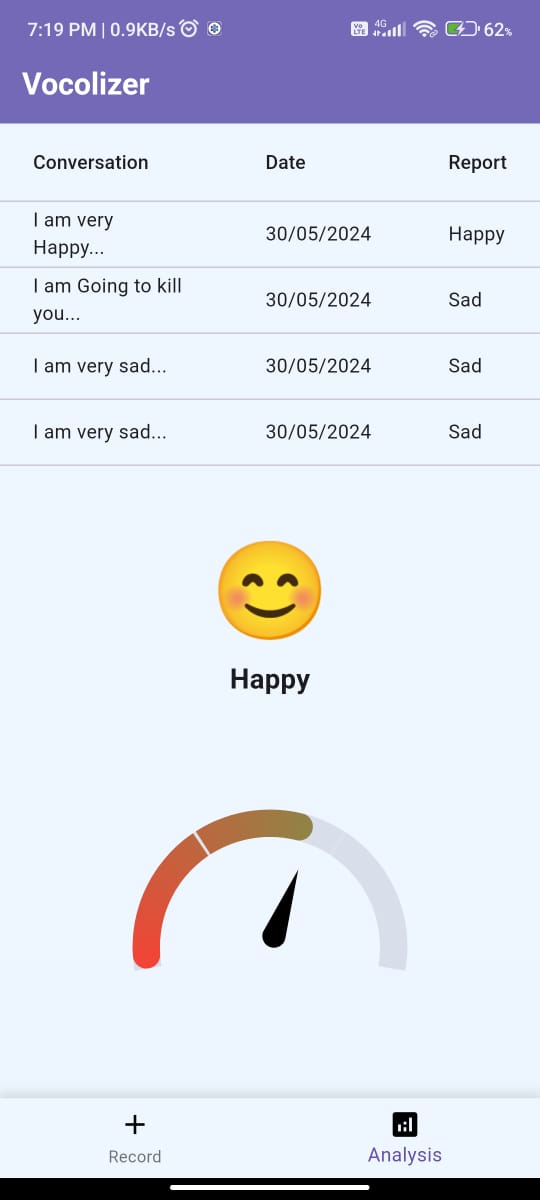 7:19 PM | 0.9KB/s
Vo LTE 4G 62%
Vocolizer
Conversation Date Report
I am very Happy... 30/05/2024 Happy
I am Going to kill you... 30/05/2024 Sad
I am very sad... 30/05/2024 Sad
I am very sad... 30/05/2024 Sad
Happy
Record Analysis